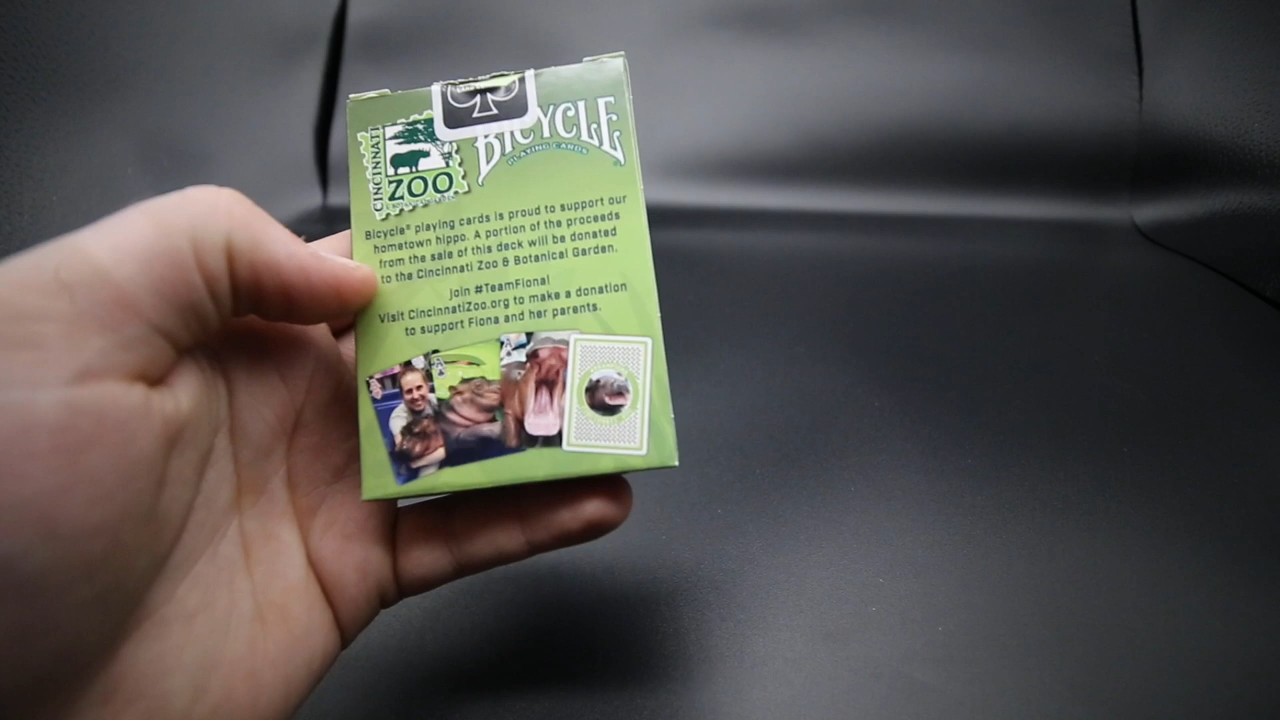 CINCINNATI
ZOO
BICYCLE
PLAYING CARDS
Bicycle® playing cards is proud to support our
hometown hippo. A portion of the proceeds
from the sale of this deck will be donated
to the Cincinnati Zoo & Botanical Garden.
Join #TeamFiona!
Visit CincinnatiZoo.org to make a donation
to support Fiona and her parents.